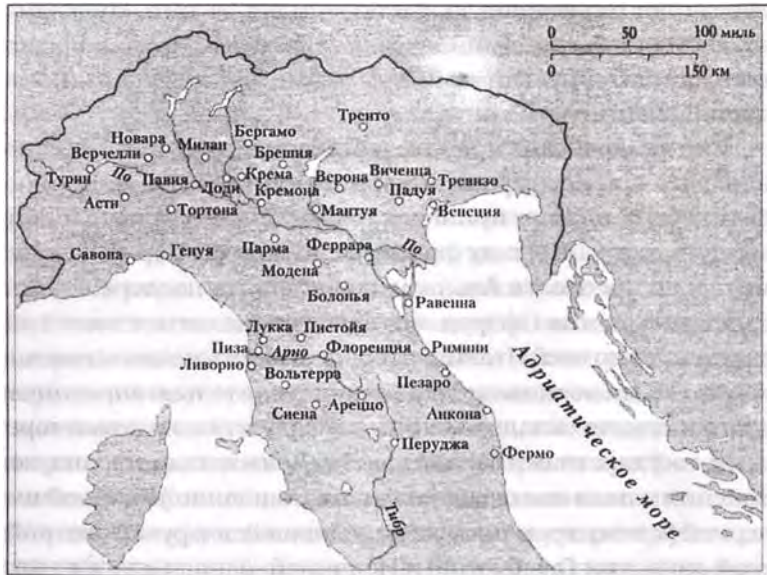 0 50 100 миль
0 150 км
Тренто
Новара
Милан
Бергамо
Верчелли
Брешия
Турин
По
Павия
Лоди
Крема
Верона
Виченца
Тревизо
Кремона
Падуя
Асти
Тортона
Мантуя
Венеция
Савона
Генуя
Парма
Феррара
По
Модена
Болонья
Равенна
Лукка
Пистойя
Пиза
Арно
Флоренция
Римини
Ливорно
Вольтерра
Пезаро
Сиена
Ареццо
Анкона
Перуджа
Фермо
Тибр
Адриатическое море